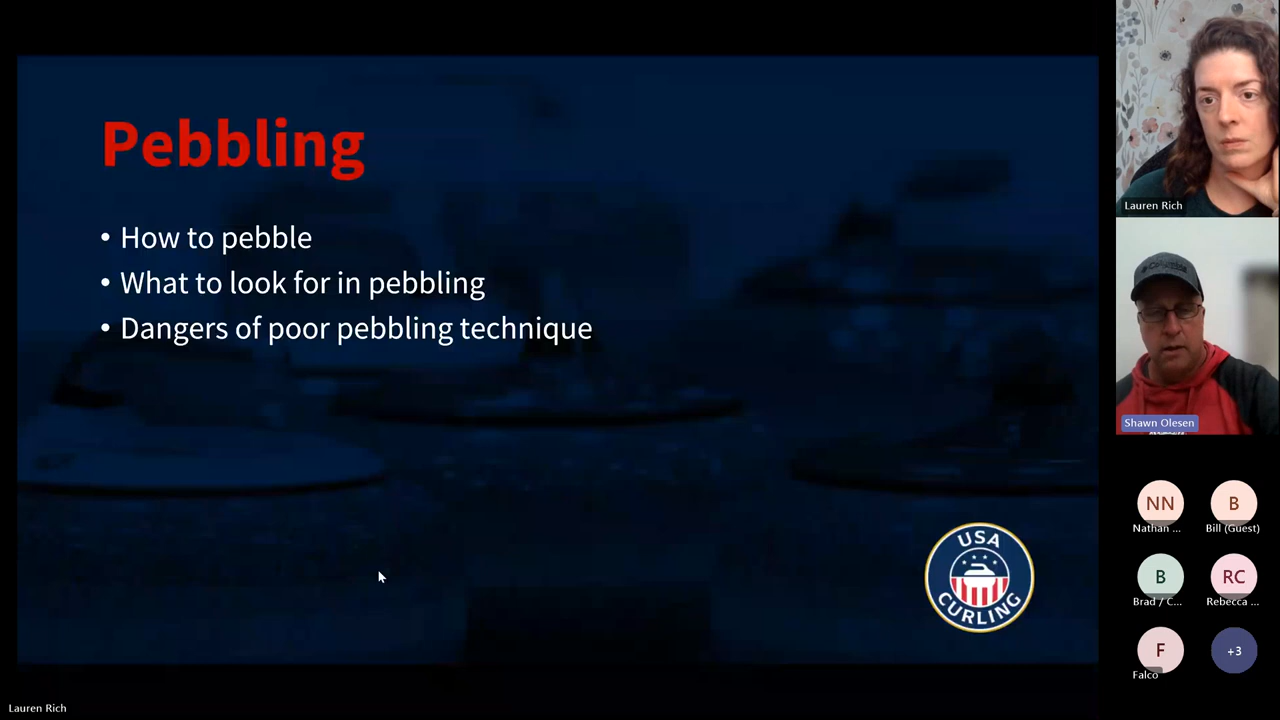 Pebbling
• How to pebble
• What to look for in pebbling
• Dangers of poor pebbling technique
USA
CURLING
Lauren Rich
Lauren Rich
Shawn Olesen
NN
B
Nathan ...
Bill (Guest)
B
RC
Brad / C...
Rebecca ...
F
+3
Falco